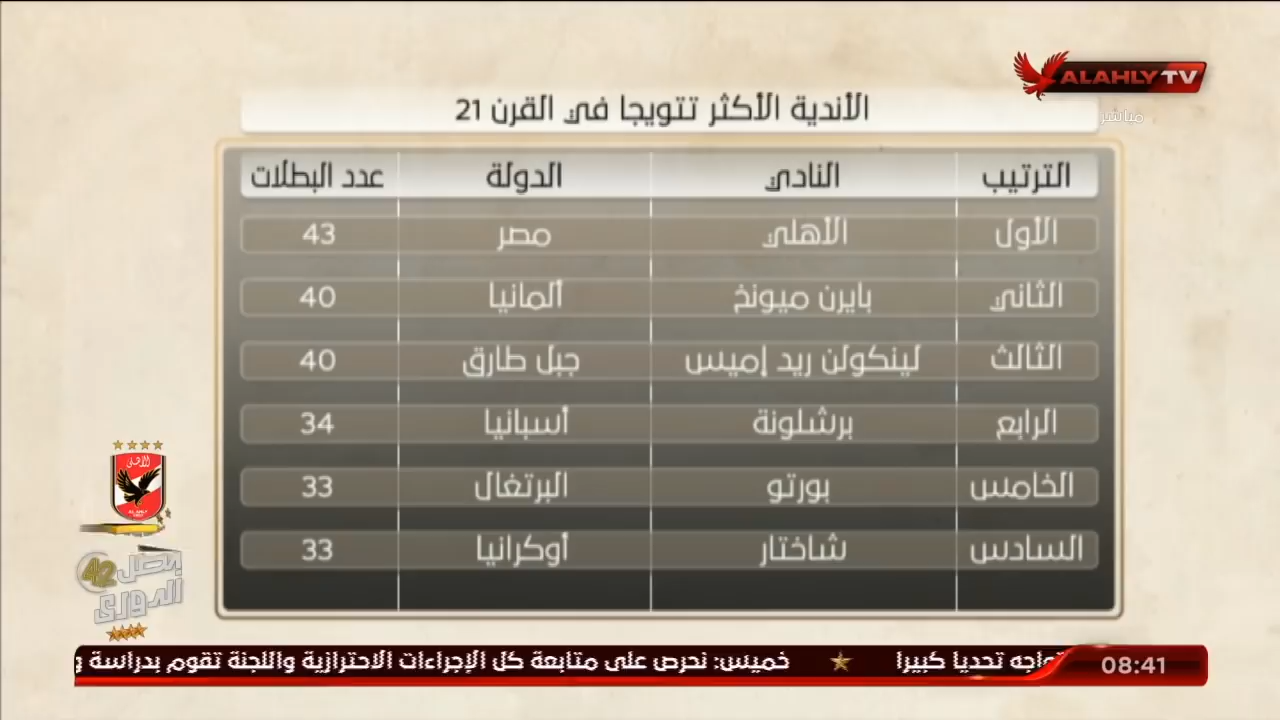 ALAHLY TV
مباشر
الأندية الأكثر تتويجا في القرن 21
الترتيب النادي الدولة عدد البطلات
الأول الأهلي مصر 43
الثاني بايرن ميونخ ألمانيا 40
الثالث لينكولن ريد إميس جبل طارق 40
الرابع برشلونة أسبانيا 34
الخامس بورتو البرتغال 33
السادس شاختار أوكرانيا 33
الأهلي
ALAHLY
بطل الدوري 42
تواجه تحديا كبيرا ★ خميس: نحرص على متابعة كل الإجراءات الاحترازية واللجنة تقوم بدراسة و
08:41